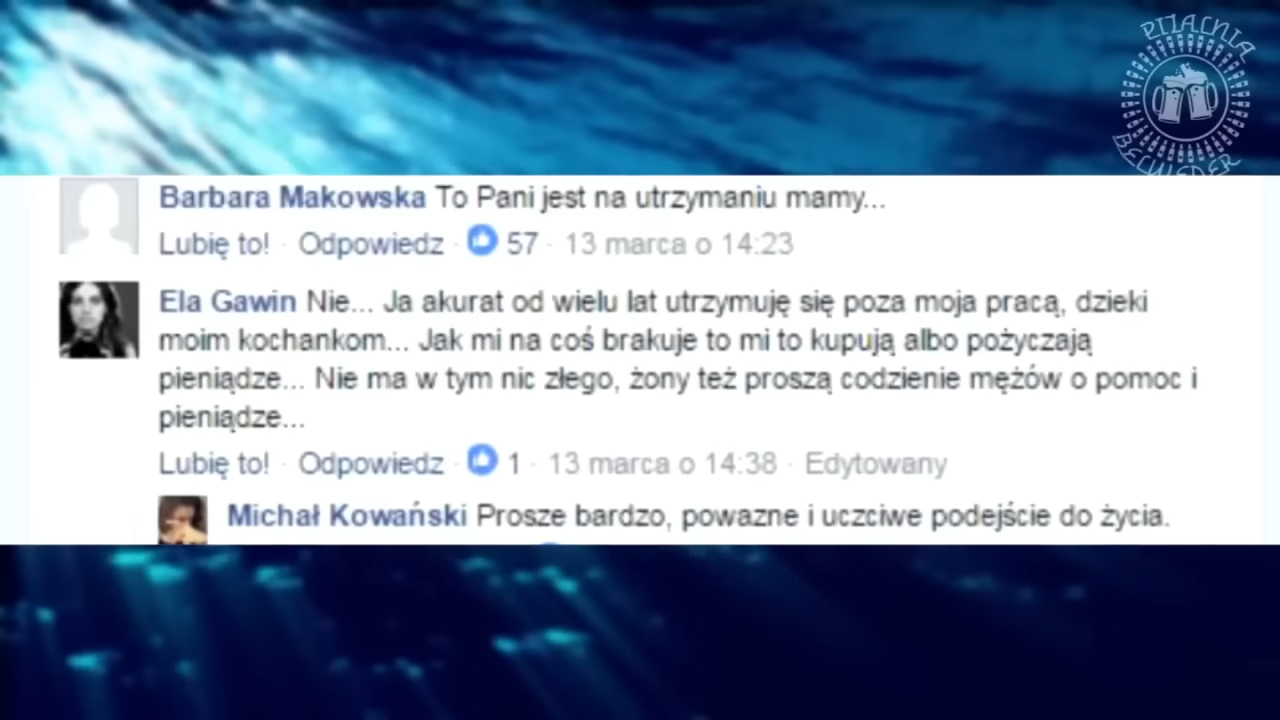 PIJALNIA
BELWEDER
Barbara Makowska To Pani jest na utrzymaniu mamy...
Lubię to! · Odpowiedz · 57 · 13 marca o 14:23
Ela Gawin Nie... Ja akurat od wielu lat utrzymuję się poza moja pracą, dzieki
moim kochankom... Jak mi na coś brakuje to mi to kupują albo pożyczają
pieniądze... Nie ma w tym nic złego, żony też proszą codzienie mężów o pomoc i
pieniądze...
Lubię to! · Odpowiedz · 1 · 13 marca o 14:38 · Edytowany
Michał Kowański Prosze bardzo, powazne i uczciwe podejście do życia.